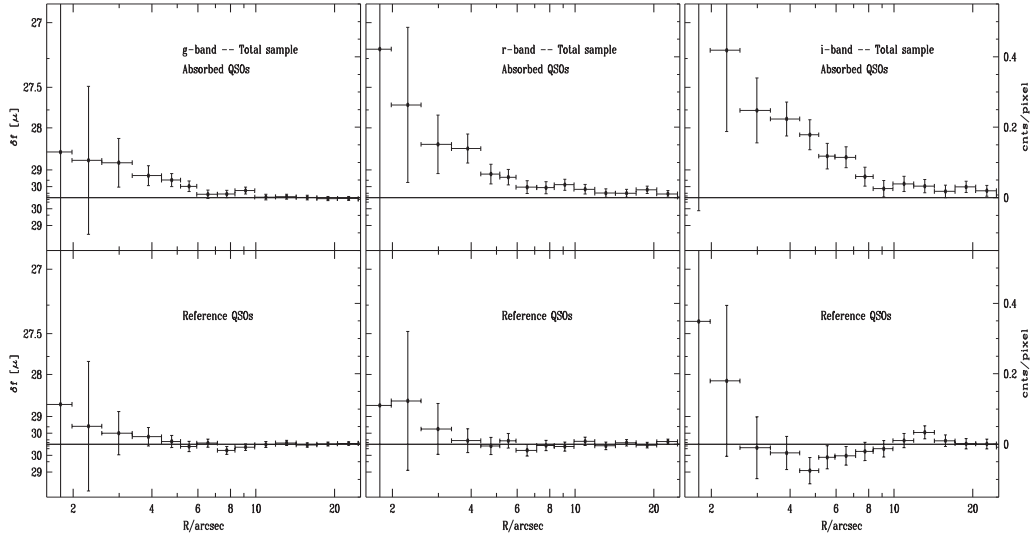 g-band -- Total sample
Absorbed QSOs
r-band -- Total sample
Absorbed QSOs
i-band -- Total sample
Absorbed QSOs
27
27.5
28
29
30
30
29
δf [μ]
0.4
0.2
0
cnts/pixel
Reference QSOs
Reference QSOs
Reference QSOs
27
27.5
28
29
30
30
29
δf [μ]
0.4
0.2
0
cnts/pixel
2 4 6 8 10 20
2 4 6 8 10 20
2 4 6 8 10 20
R/arcsec
R/arcsec
R/arcsec